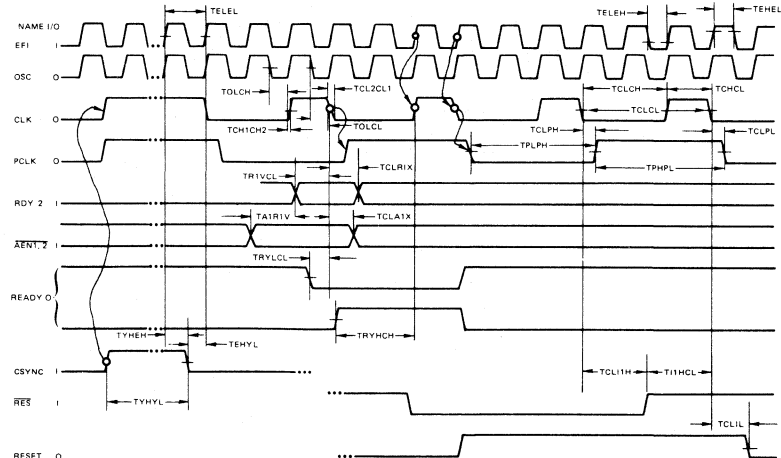 NAME I/O
TELEL
TELEH
TEHEL
EFI I
OSC O
TOLCH
TCL2CL1
TCLCH
TCHCL
CLK O
TCLCL
TCH1CH2
TOLCL
TCLPH
TCLPL
PCLK O
TPLPH
TPHPL
TR1VCL
TCLR1X
RDY 2 I
TA1R1V
TCLA1X
AEN1, 2 I
TRYLCL
READY O
TRYHCH
TYHEH
TEHYL
CSYNC I
TCLI1H
TI1HCL
TYHYL
RES I
TCLIL
RESET O